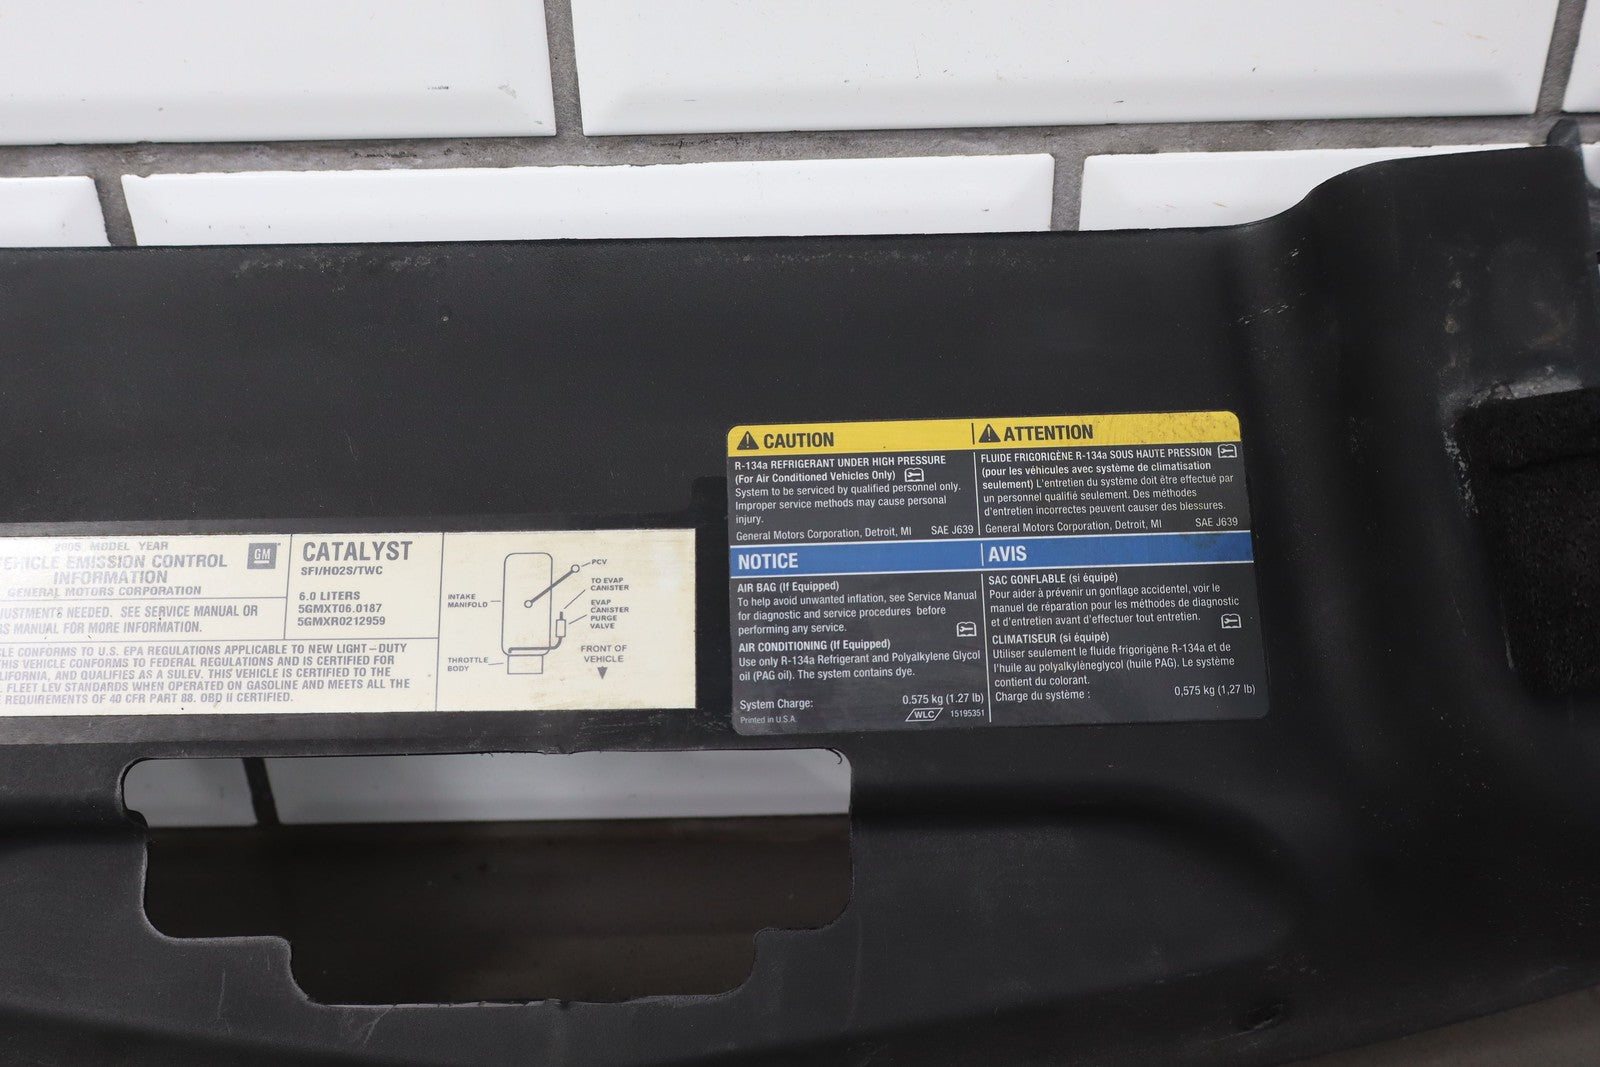 2005 MODEL YEAR
VEHICLE EMISSION CONTROL
INFORMATION
GENERAL MOTORS CORPORATION
GM
NEEDED. SEE SERVICE MANUAL OR
MANUAL FOR MORE INFORMATION.
CONFORMS TO U.S. EPA REGULATIONS APPLICABLE TO NEW LIGHT-DUTY
THIS VEHICLE CONFORMS TO FEDERAL REGULATIONS AND IS CERTIFIED FOR
AND QUALIFIES AS A SULEV. THIS VEHICLE IS CERTIFIED TO THE
FLEET LEV STANDARDS WHEN OPERATED ON GASOLINE AND MEETS ALL THE
REQUIREMENTS OF 40 CFR PART 88. OBD II CERTIFIED.
CATALYST
SFI/HO2S/TWC
6.0 LITERS
5GMXT06.0187
5GMXR0212959
PCV
TO EVAP
CANISTER
INTAKE
MANIFOLD
EVAP
CANISTER
PURGE
VALVE
THROTTLE
BODY
FRONT OF
VEHICLE
CAUTION
R-134a REFRIGERANT UNDER HIGH PRESSURE
(For Air Conditioned Vehicles Only)
System to be serviced by qualified personnel only.
Improper service methods may cause personal
injury.
General Motors Corporation, Detroit, MI SAE J639
ATTENTION
FLUIDE FRIGORIGÈNE R-134a SOUS HAUTE PRESSION
(pour les véhicules avec système de climatisation
seulement) L'entretien du système doit être effectué par
un personnel qualifié seulement. Des méthodes
d'entretien incorrectes peuvent causer des blessures.
General Motors Corporation, Detroit, MI SAE J639
NOTICE
AIR BAG (If Equipped)
To help avoid unwanted inflation, see Service Manual
for diagnostic and service procedures before
performing any service.
AIR CONDITIONING (If Equipped)
Use only R-134a Refrigerant and Polyalkylene Glycol
oil (PAG oil). The system contains dye.
System Charge: 0.575 kg (1.27 lb)
Printed in U.S.A. WLC 15195351
AVIS
SAC GONFLABLE (si équipé)
Pour aider à prévenir un gonflage accidentel, voir le
manuel de réparation pour les méthodes de diagnostic
et d'entretien avant d'effectuer tout entretien.
CLIMATISEUR (si équipé)
Utiliser seulement le fluide frigorigène R-134a et de
l'huile au polyalkylèneglycol (huile PAG). Le système
contient du colorant.
Charge du système : 0,575 kg (1,27 lb)